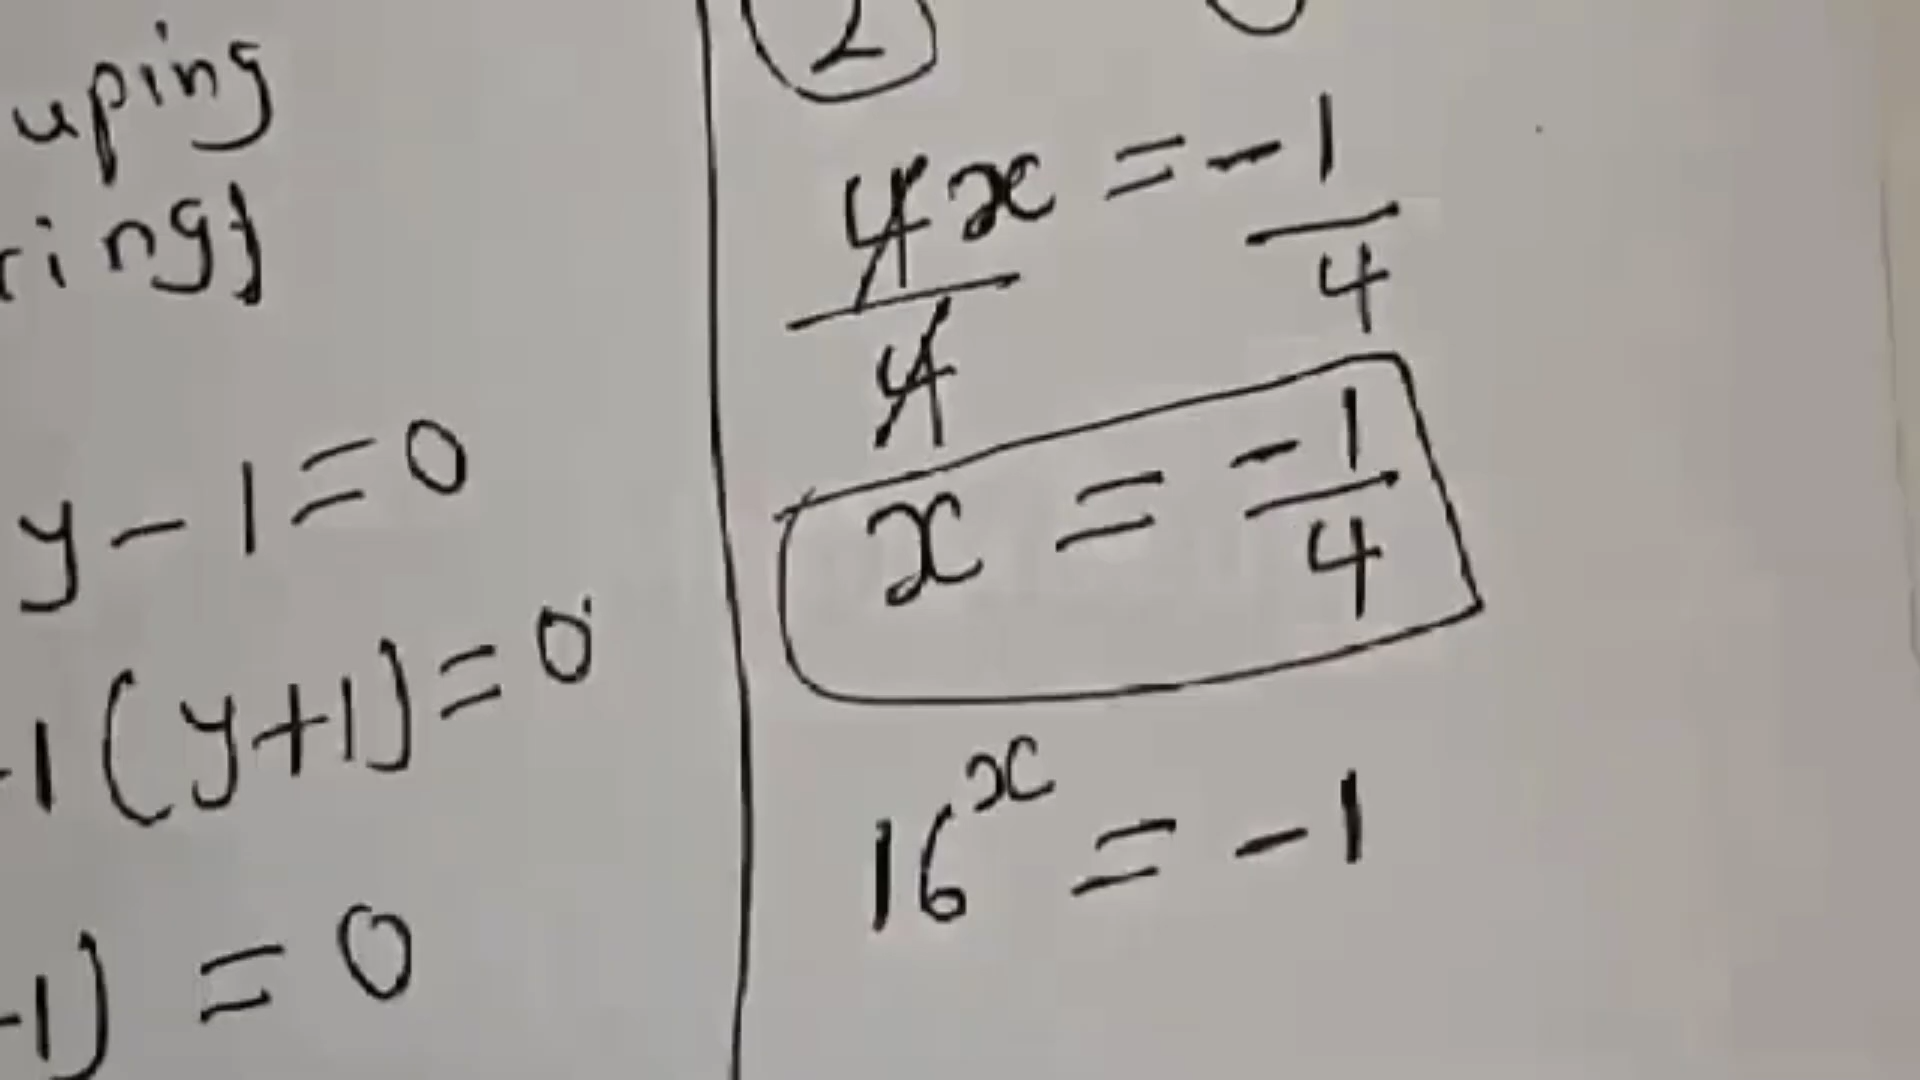 uping
ring}
y - 1 = 0
-1 (y+1) = 0
-1) = 0
2
4x/4 = -1/4
x = -1/4
16^x = -1